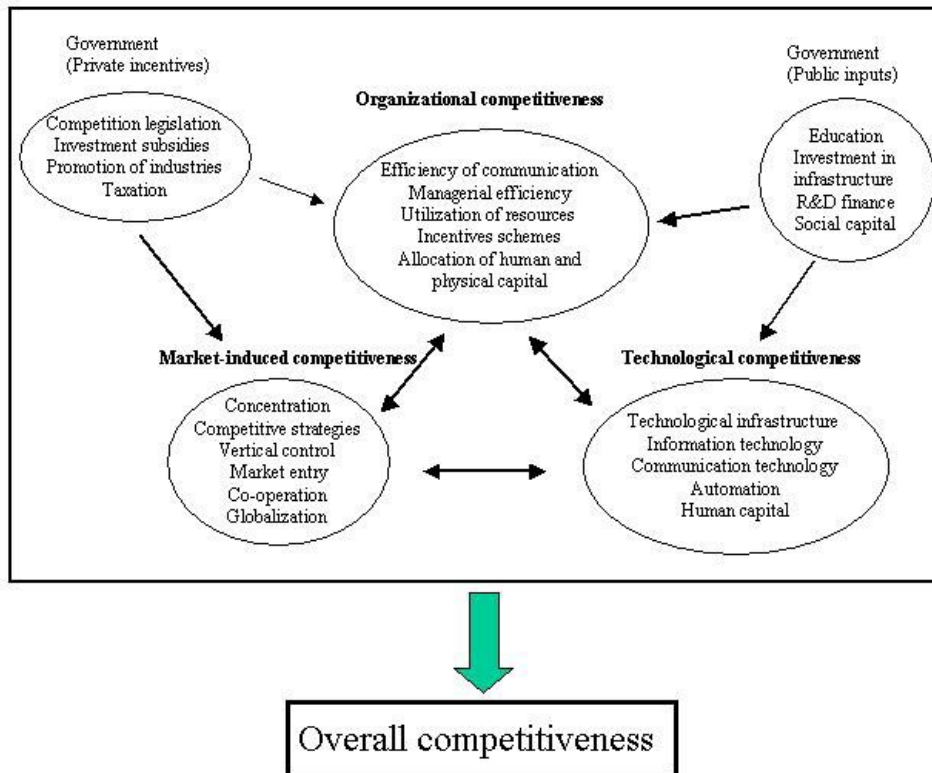 Government
(Private incentives)
Government
(Public inputs)
Organizational competitiveness
Competition legislation
Investment subsidies
Promotion of industries
Taxation
Efficiency of communication
Managerial efficiency
Utilization of resources
Incentives schemes
Allocation of human and
physical capital
Education
Investment in
infrastructure
R&D finance
Social capital
Market-induced competitiveness
Technological competitiveness
Concentration
Competitive strategies
Vertical control
Market entry
Co-operation
Globalization
Technological infrastructure
Information technology
Communication technology
Automation
Human capital
Overall competitiveness